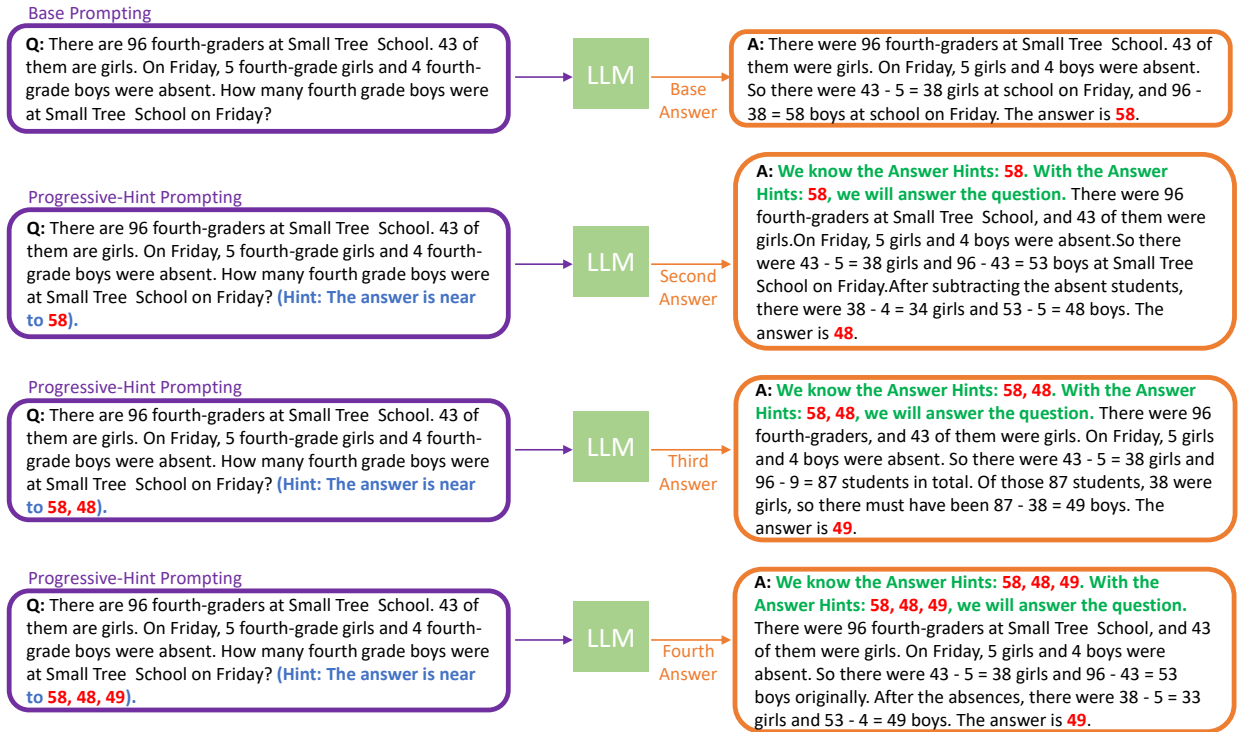 Base Prompting
Q: There are 96 fourth-graders at Small Tree School. 43 of
them are girls. On Friday, 5 fourth-grade girls and 4 fourth-
grade boys were absent. How many fourth grade boys were
at Small Tree School on Friday?
LLM
Base
Answer
A: There were 96 fourth-graders at Small Tree School. 43 of
them were girls. On Friday, 5 girls and 4 boys were absent.
So there were 43 - 5 = 38 girls at school on Friday, and 96 -
38 = 58 boys at school on Friday. The answer is 58.
Progressive-Hint Prompting
Q: There are 96 fourth-graders at Small Tree School. 43 of
them are girls. On Friday, 5 fourth-grade girls and 4 fourth-
grade boys were absent. How many fourth grade boys were
at Small Tree School on Friday? (Hint: The answer is near
to 58).
LLM
Second
Answer
A: We know the Answer Hints: 58. With the Answer
Hints: 58, we will answer the question. There were 96
fourth-graders at Small Tree School, and 43 of them were
girls.On Friday, 5 girls and 4 boys were absent.So there
were 43 - 5 = 38 girls and 96 - 43 = 53 boys at Small Tree
School on Friday.After subtracting the absent students,
there were 38 - 4 = 34 girls and 53 - 5 = 48 boys. The
answer is 48.
Progressive-Hint Prompting
Q: There are 96 fourth-graders at Small Tree School. 43 of
them are girls. On Friday, 5 fourth-grade girls and 4 fourth-
grade boys were absent. How many fourth grade boys were
at Small Tree School on Friday? (Hint: The answer is near
to 58, 48).
LLM
Third
Answer
A: We know the Answer Hints: 58, 48. With the Answer
Hints: 58, 48, we will answer the question. There were 96
fourth-graders, and 43 of them were girls. On Friday, 5 girls
and 4 boys were absent. So there were 43 - 5 = 38 girls and
96 - 9 = 87 students in total. Of those 87 students, 38 were
girls, so there must have been 87 - 38 = 49 boys. The
answer is 49.
Progressive-Hint Prompting
Q: There are 96 fourth-graders at Small Tree School. 43 of
them are girls. On Friday, 5 fourth-grade girls and 4 fourth-
grade boys were absent. How many fourth grade boys were
at Small Tree School on Friday? (Hint: The answer is near
to 58, 48, 49).
LLM
Fourth
Answer
A: We know the Answer Hints: 58, 48, 49. With the
Answer Hints: 58, 48, 49, we will answer the question.
There were 96 fourth-graders at Small Tree School, and 43
of them were girls. On Friday, 5 girls and 4 boys were
absent. So there were 43 - 5 = 38 girls and 96 - 43 = 53
boys originally. After the absences, there were 38 - 5 = 33
girls and 53 - 4 = 49 boys. The answer is 49.